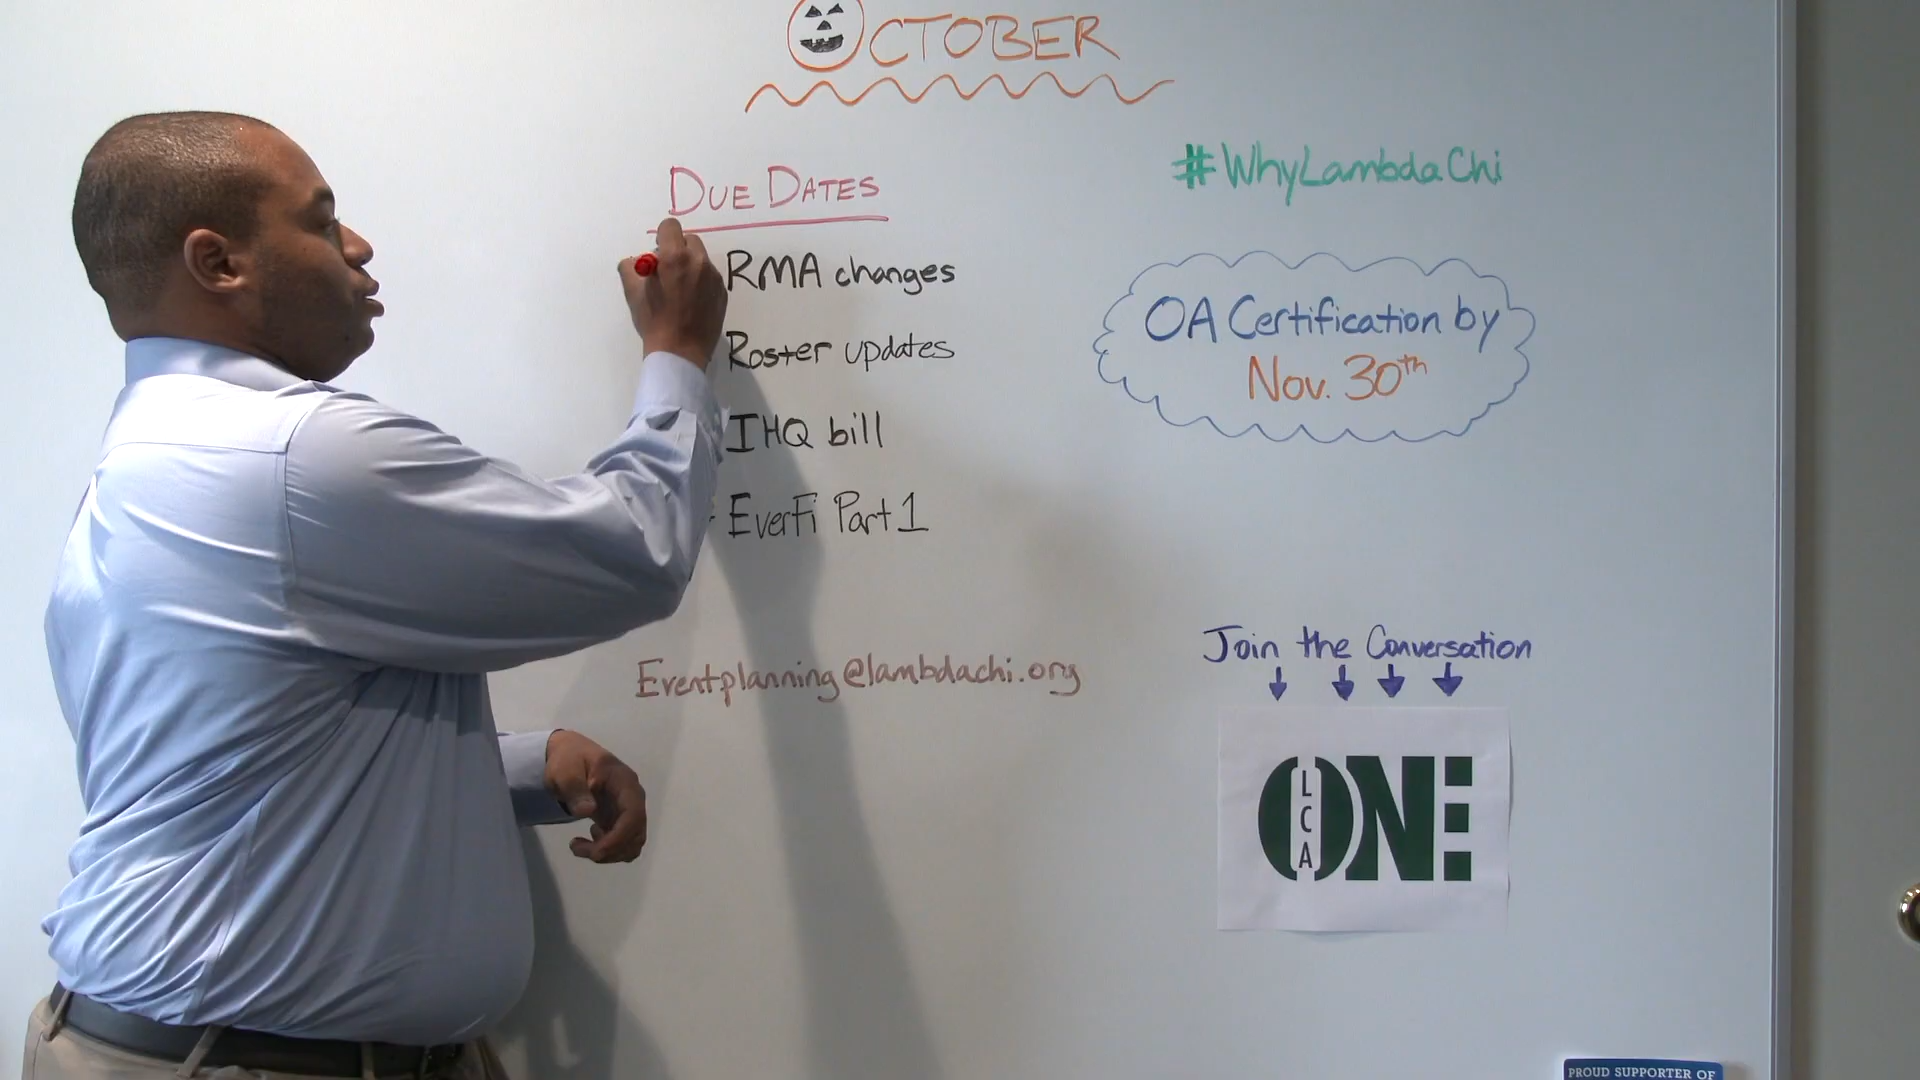 OCTOBER
DUE DATES
RMA changes
Roster updates
IHQ bill
EverFi Part 1
Eventplanning@lambdachi.org
#WhyLambdaChi
OA Certification by
Nov. 30th
Join the Conversation
ONE
LCA
PROUD SUPPORTER OF